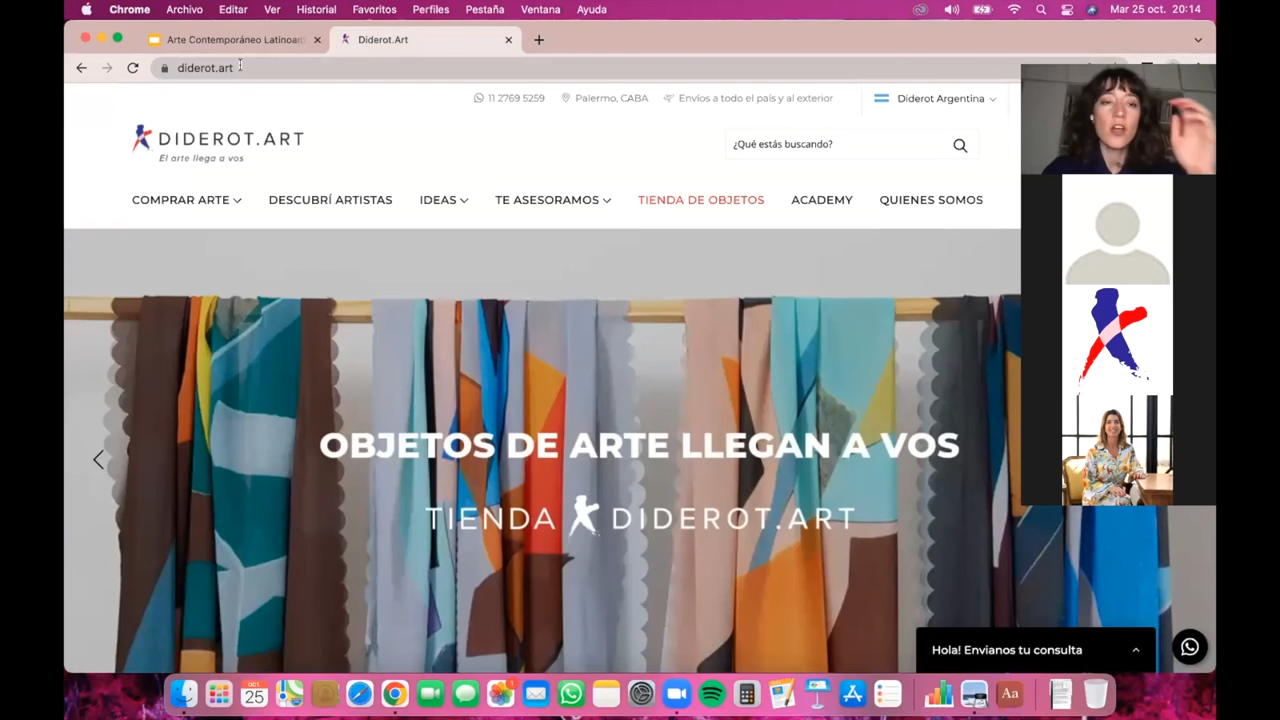 Chrome Archivo Editar Ver Historial Favoritos Perfiles Pestaña Ventana Ayuda Mar 25 oct. 20:14
Arte Contemporáneo Latinoam Diderot.Art
diderot.art
11 2769 5259 Palermo, CABA Envíos a todo el país y al exterior Diderot Argentina
DIDEROT.ART
El arte llega a vos
¿Qué estás buscando?
COMPRAR ARTE DESCUBRÍ ARTISTAS IDEAS TE ASESORAMOS TIENDA DE OBJETOS ACADEMY QUIENES SOMOS
OBJETOS DE ARTE LLEGAN A VOS
TIENDA DIDEROT.ART
Hola! Envianos tu consulta
OCT.
25
1
Aa